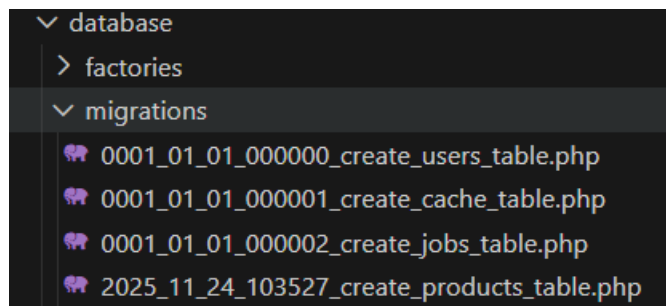 database
factories
migrations
0001_01_01_000000_create_users_table.php
0001_01_01_000001_create_cache_table.php
0001_01_01_000002_create_jobs_table.php
2025_11_24_103527_create_products_table.php